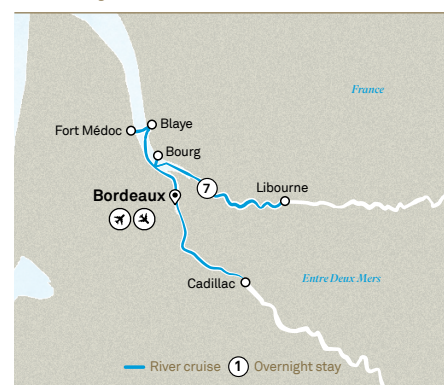 France
Blaye
Fort Médoc
Bourg
7
Libourne
Bordeaux
Cadillac
Entre Deux Mers
River cruise 1 Overnight stay